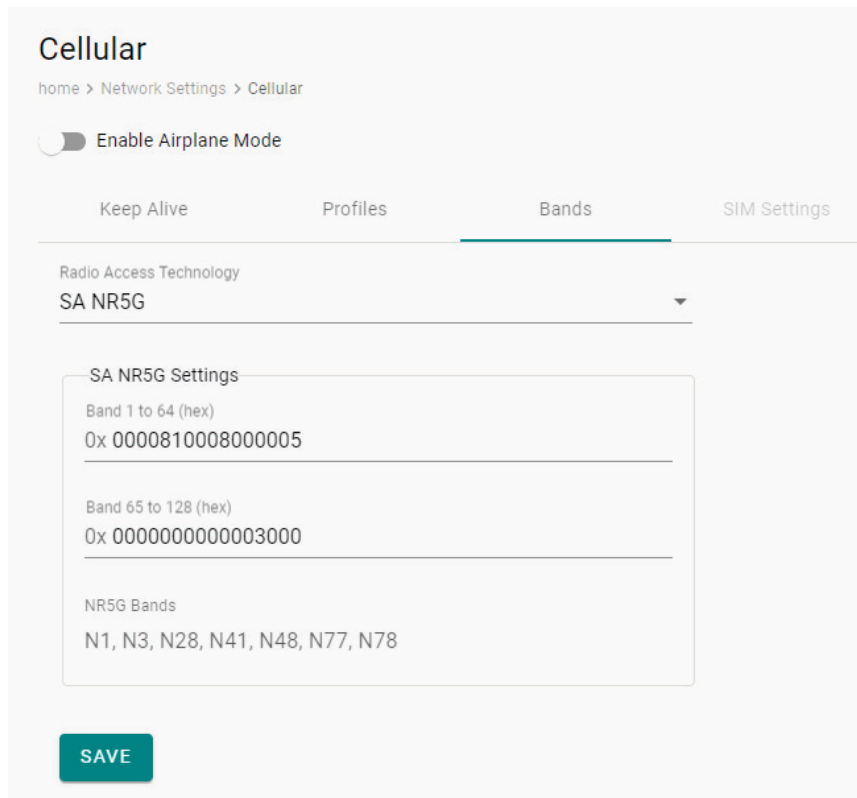 Cellular
home > Network Settings > Cellular
Enable Airplane Mode
Keep Alive Profiles Bands SIM Settings
Radio Access Technology
SA NR5G
SA NR5G Settings
Band 1 to 64 (hex)
0x 0000810008000005
Band 65 to 128 (hex)
0x 0000000000003000
NR5G Bands
N1, N3, N28, N41, N48, N77, N78
SAVE